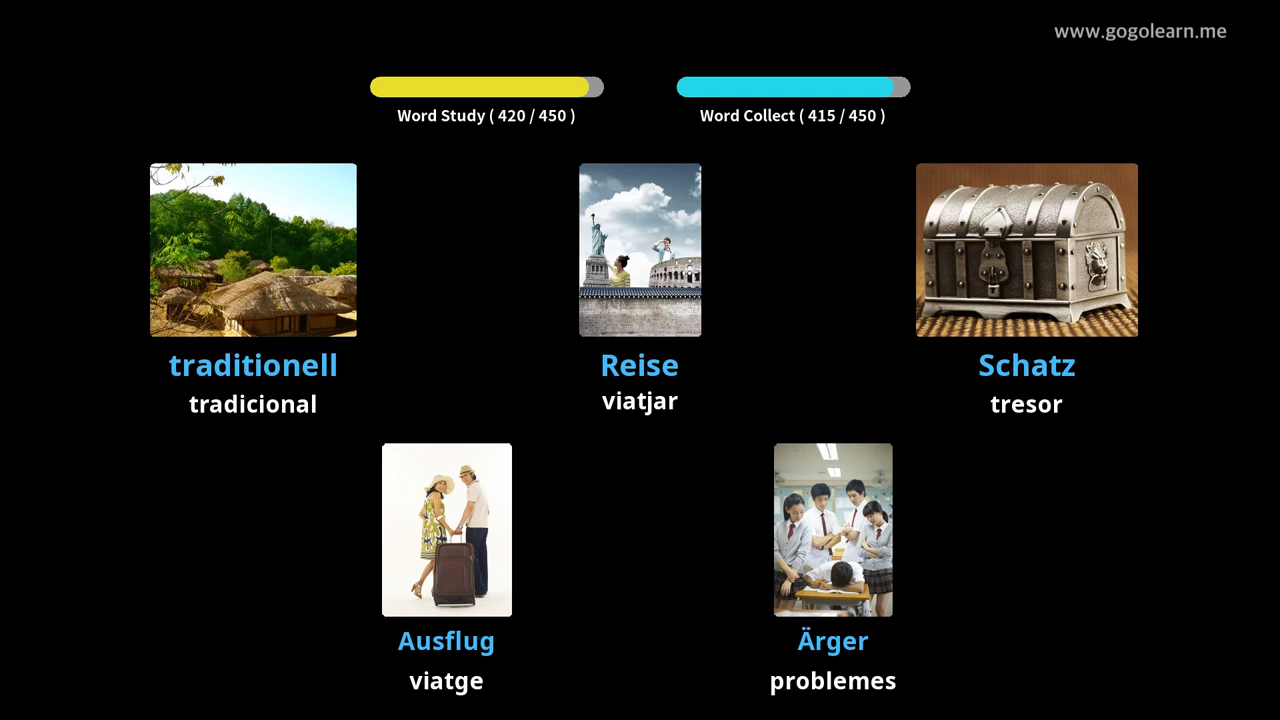 www.gogolearn.me
Word Study ( 420 / 450 )
Word Collect ( 415 / 450 )
traditionell
tradicional
Reise
viatjar
Schatz
tresor
Ausflug
viatge
Ärger
problemes